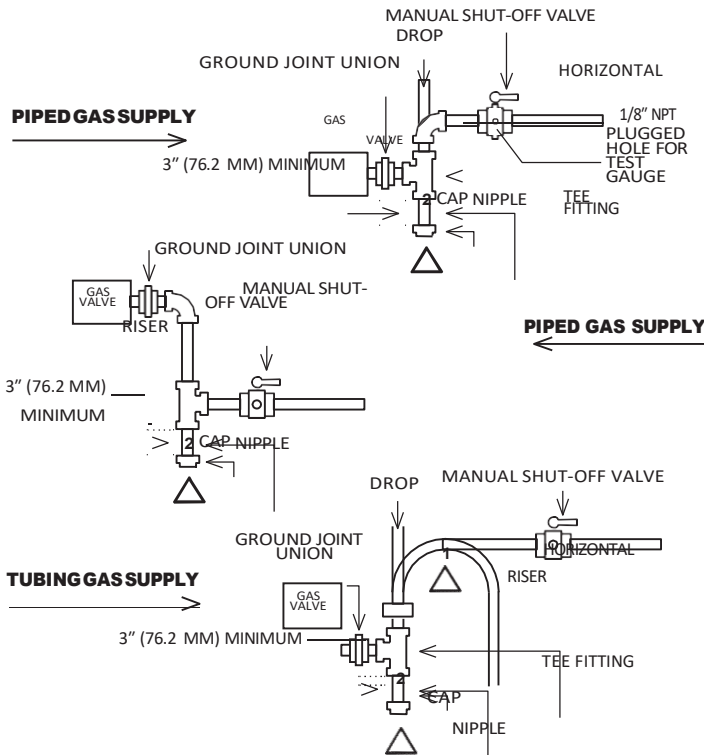 MANUAL SHUT-OFF VALVE
DROP
GROUND JOINT UNION
HORIZONTAL
PIPED GAS SUPPLY
GAS
VALVE
1/8" NPT
PLUGGED
HOLE FOR
TEST
GAUGE
3" (76.2 MM) MINIMUM
2
CAP NIPPLE
TEE
FITTING
GROUND JOINT UNION
GAS
VALVE
MANUAL SHUT-
OFF VALVE
RISER
PIPED GAS SUPPLY
3" (76.2 MM)
MINIMUM
2
CAP NIPPLE
DROP
MANUAL SHUT-OFF VALVE
GROUND JOINT
UNION
HORIZONTAL
1
RISER
TUBING GAS SUPPLY
GAS
VALVE
3" (76.2 MM) MINIMUM
TEE FITTING
2
CAP
NIPPLE